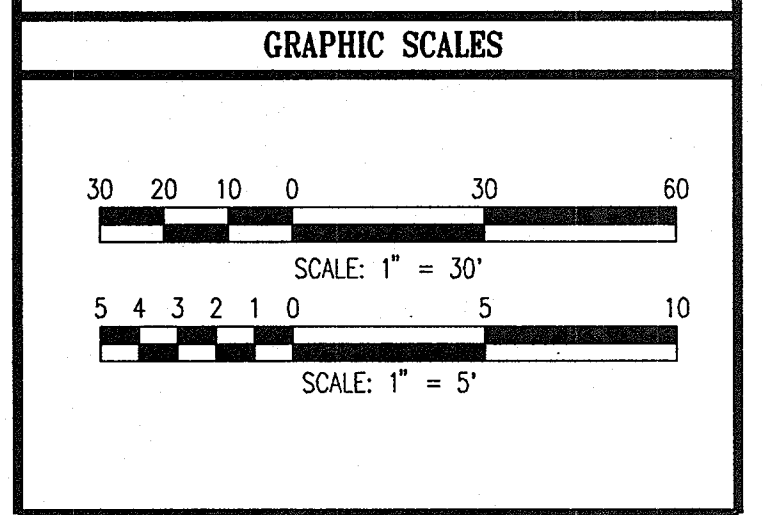 GRAPHIC SCALES
30 20 10 0 30 60
SCALE: 1" = 30'
5 4 3 2 1 0 5 10
SCALE: 1" = 5'